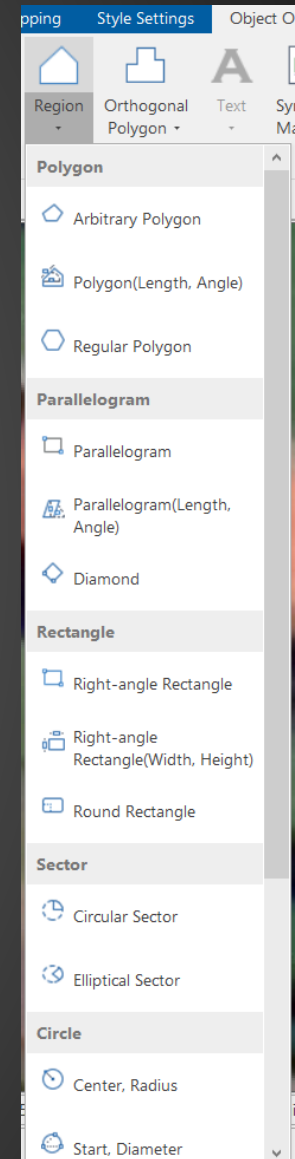 pping Style Settings Object O
Region Orthogonal Polygon Text Sy
Ma
Polygon
Arbitrary Polygon
Polygon(Length, Angle)
Regular Polygon
Parallelogram
Parallelogram
Parallelogram(Length,
Angle)
Diamond
Rectangle
Right-angle Rectangle
Right-angle
Rectangle(Width, Height)
Round Rectangle
Sector
Circular Sector
Elliptical Sector
Circle
Center, Radius
Start, Diameter